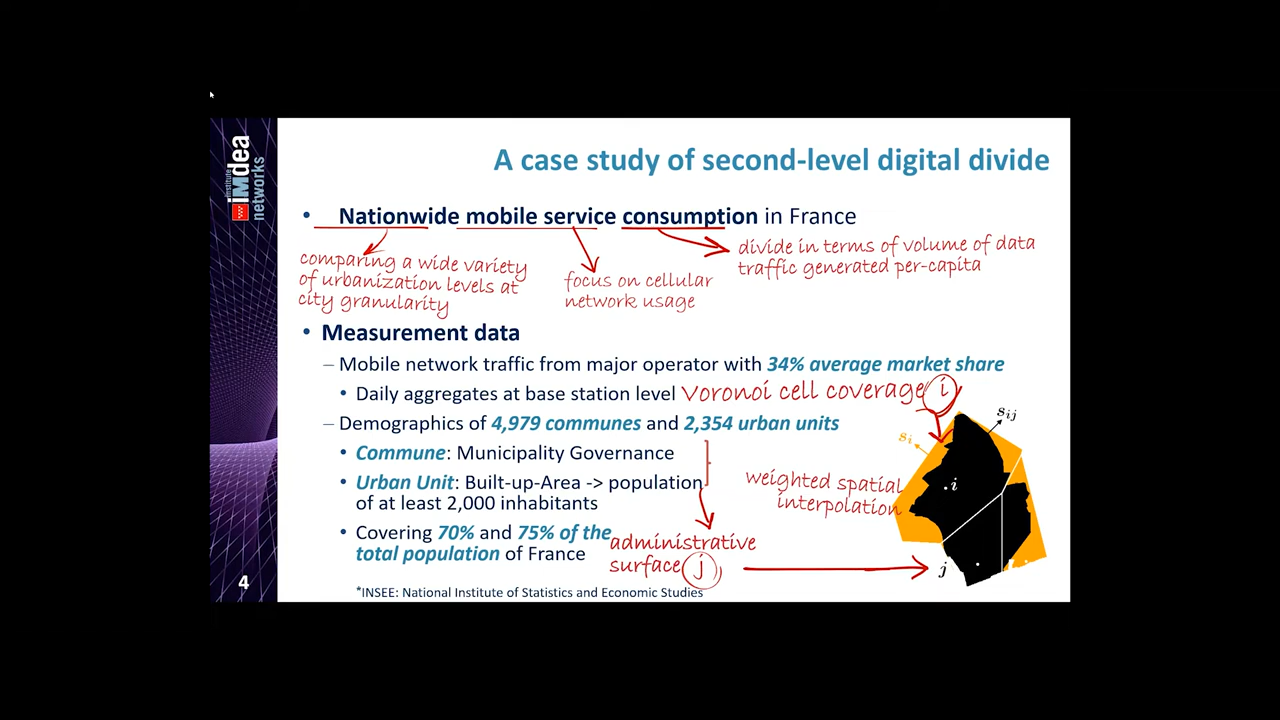 institute
iMdea
networks
A case study of second-level digital divide
• Nationwide mobile service consumption in France
comparing a wide variety
of urbanization levels at
city granularity
focus on cellular
network usage
divide in terms of volume of data
traffic generated per-capita
• Measurement data
– Mobile network traffic from major operator with 34% average market share
• Daily aggregates at base station level Voronoi cell coverage i
– Demographics of 4,979 communes and 2,354 urban units
• Commune: Municipality Governance
• Urban Unit: Built-up-Area -> population
of at least 2,000 inhabitants
• Covering 70% and 75% of the
total population of France
administrative
surface j
weighted spatial
interpolation
s_i
s_ij
i
j
4
*INSEE: National Institute of Statistics and Economic Studies